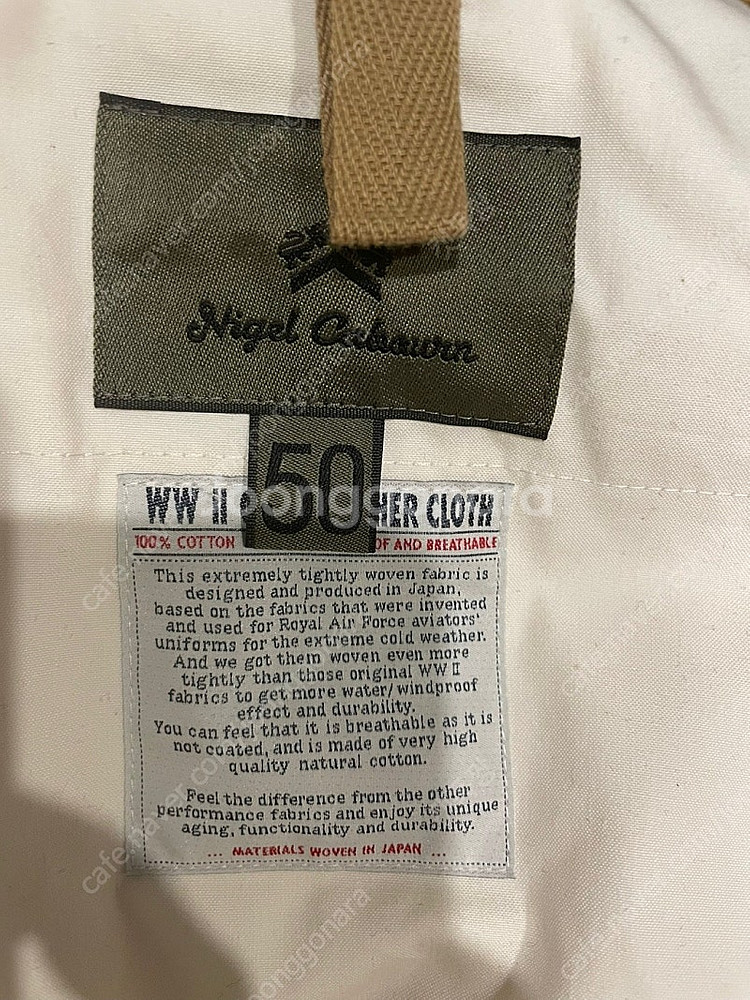 Nigel Cabourn
50
WW II HER CLOTH
100% COTTON OF AND BREATHABLE
This extremely tightly woven fabric is
designed and produced in Japan,
based on the fabrics that were invented
and used for Royal Air Force aviators'
uniforms for the extreme cold weather.
And we got them woven even more
tightly than those original WW II
fabrics to get more water/windproof
effect and durability.
You can feel that it is breathable as it is
not coated, and is made of very high
quality natural cotton.
Feel the difference from the other
performance fabrics and enjoy its unique
aging, functionality and durability.
... MATERIALS WOVEN IN JAPAN ...